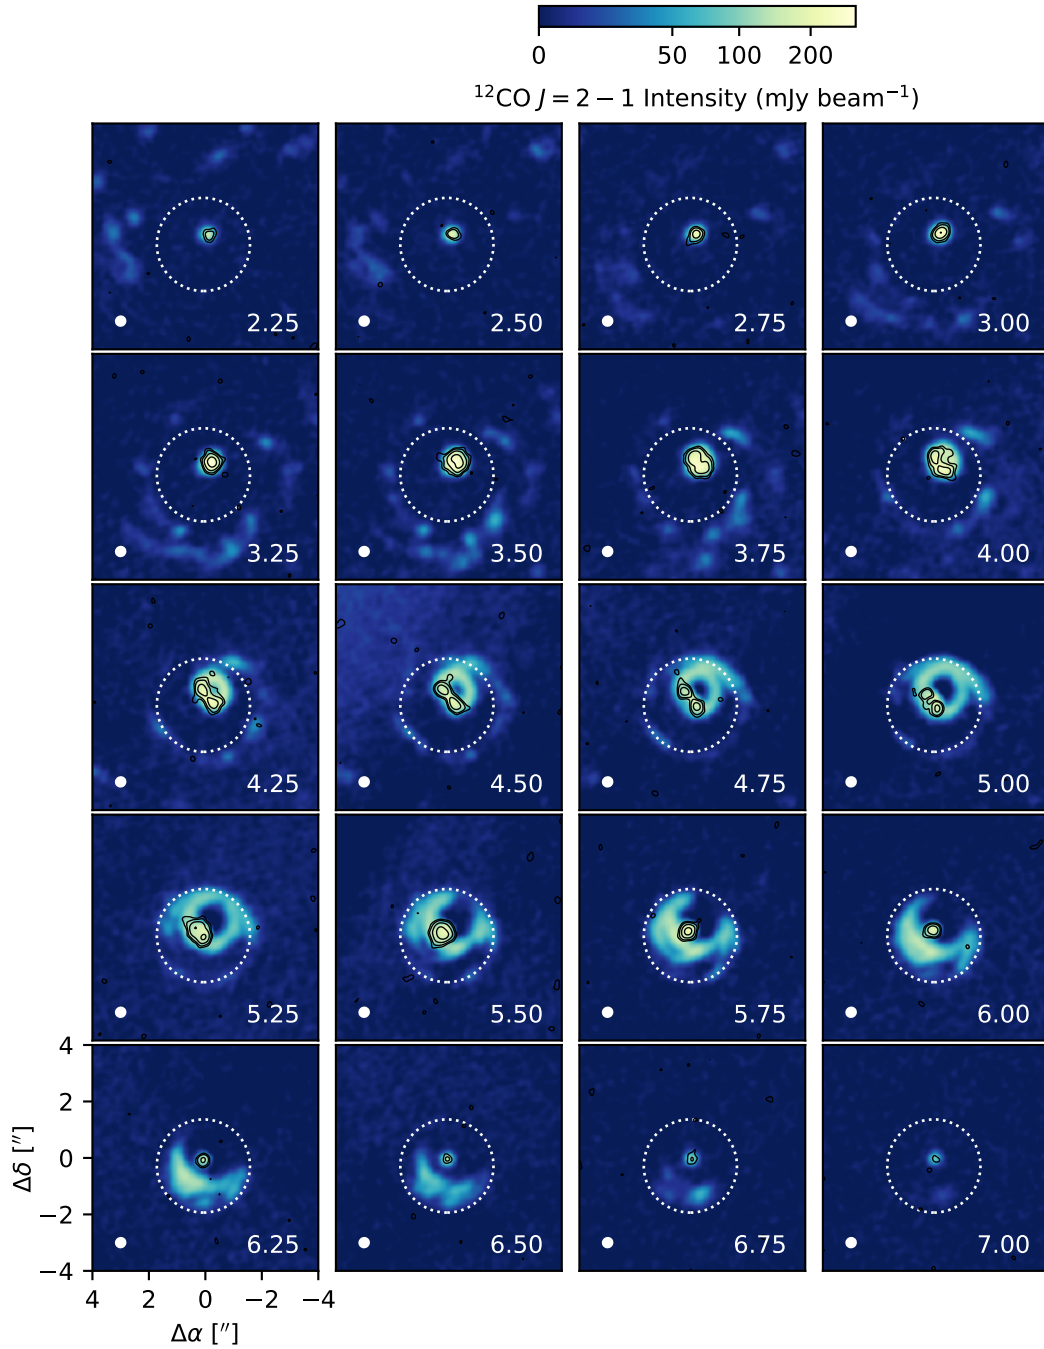 0 50 100 200
¹²CO J = 2 − 1 Intensity (mJy beam⁻¹)
2.25 2.50 2.75 3.00
3.25 3.50 3.75 4.00
4.25 4.50 4.75 5.00
5.25 5.50 5.75 6.00
4
2
0
−2
−4
Δδ [″]
6.25 6.50 6.75 7.00
4 2 0 −2 −4
Δα [″]